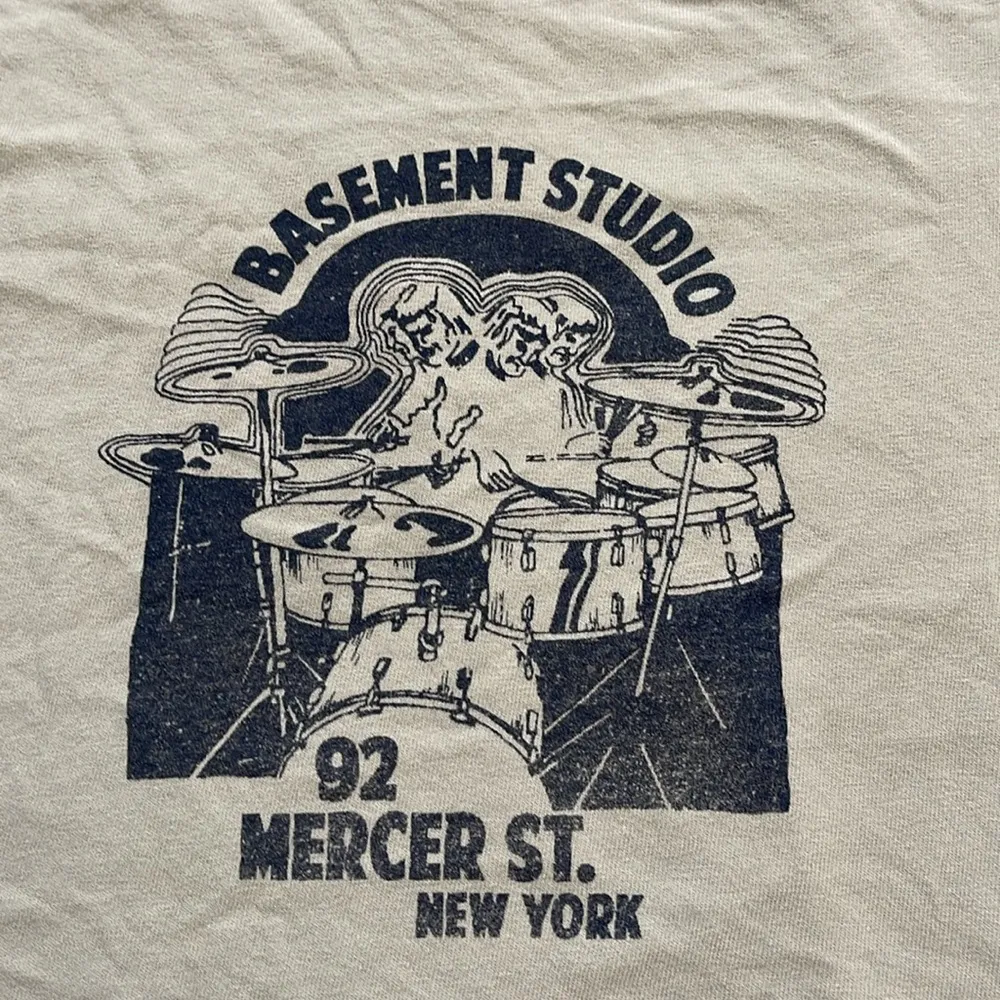 BASEMENT STUDIO
92
MERCER ST.
NEW YORK